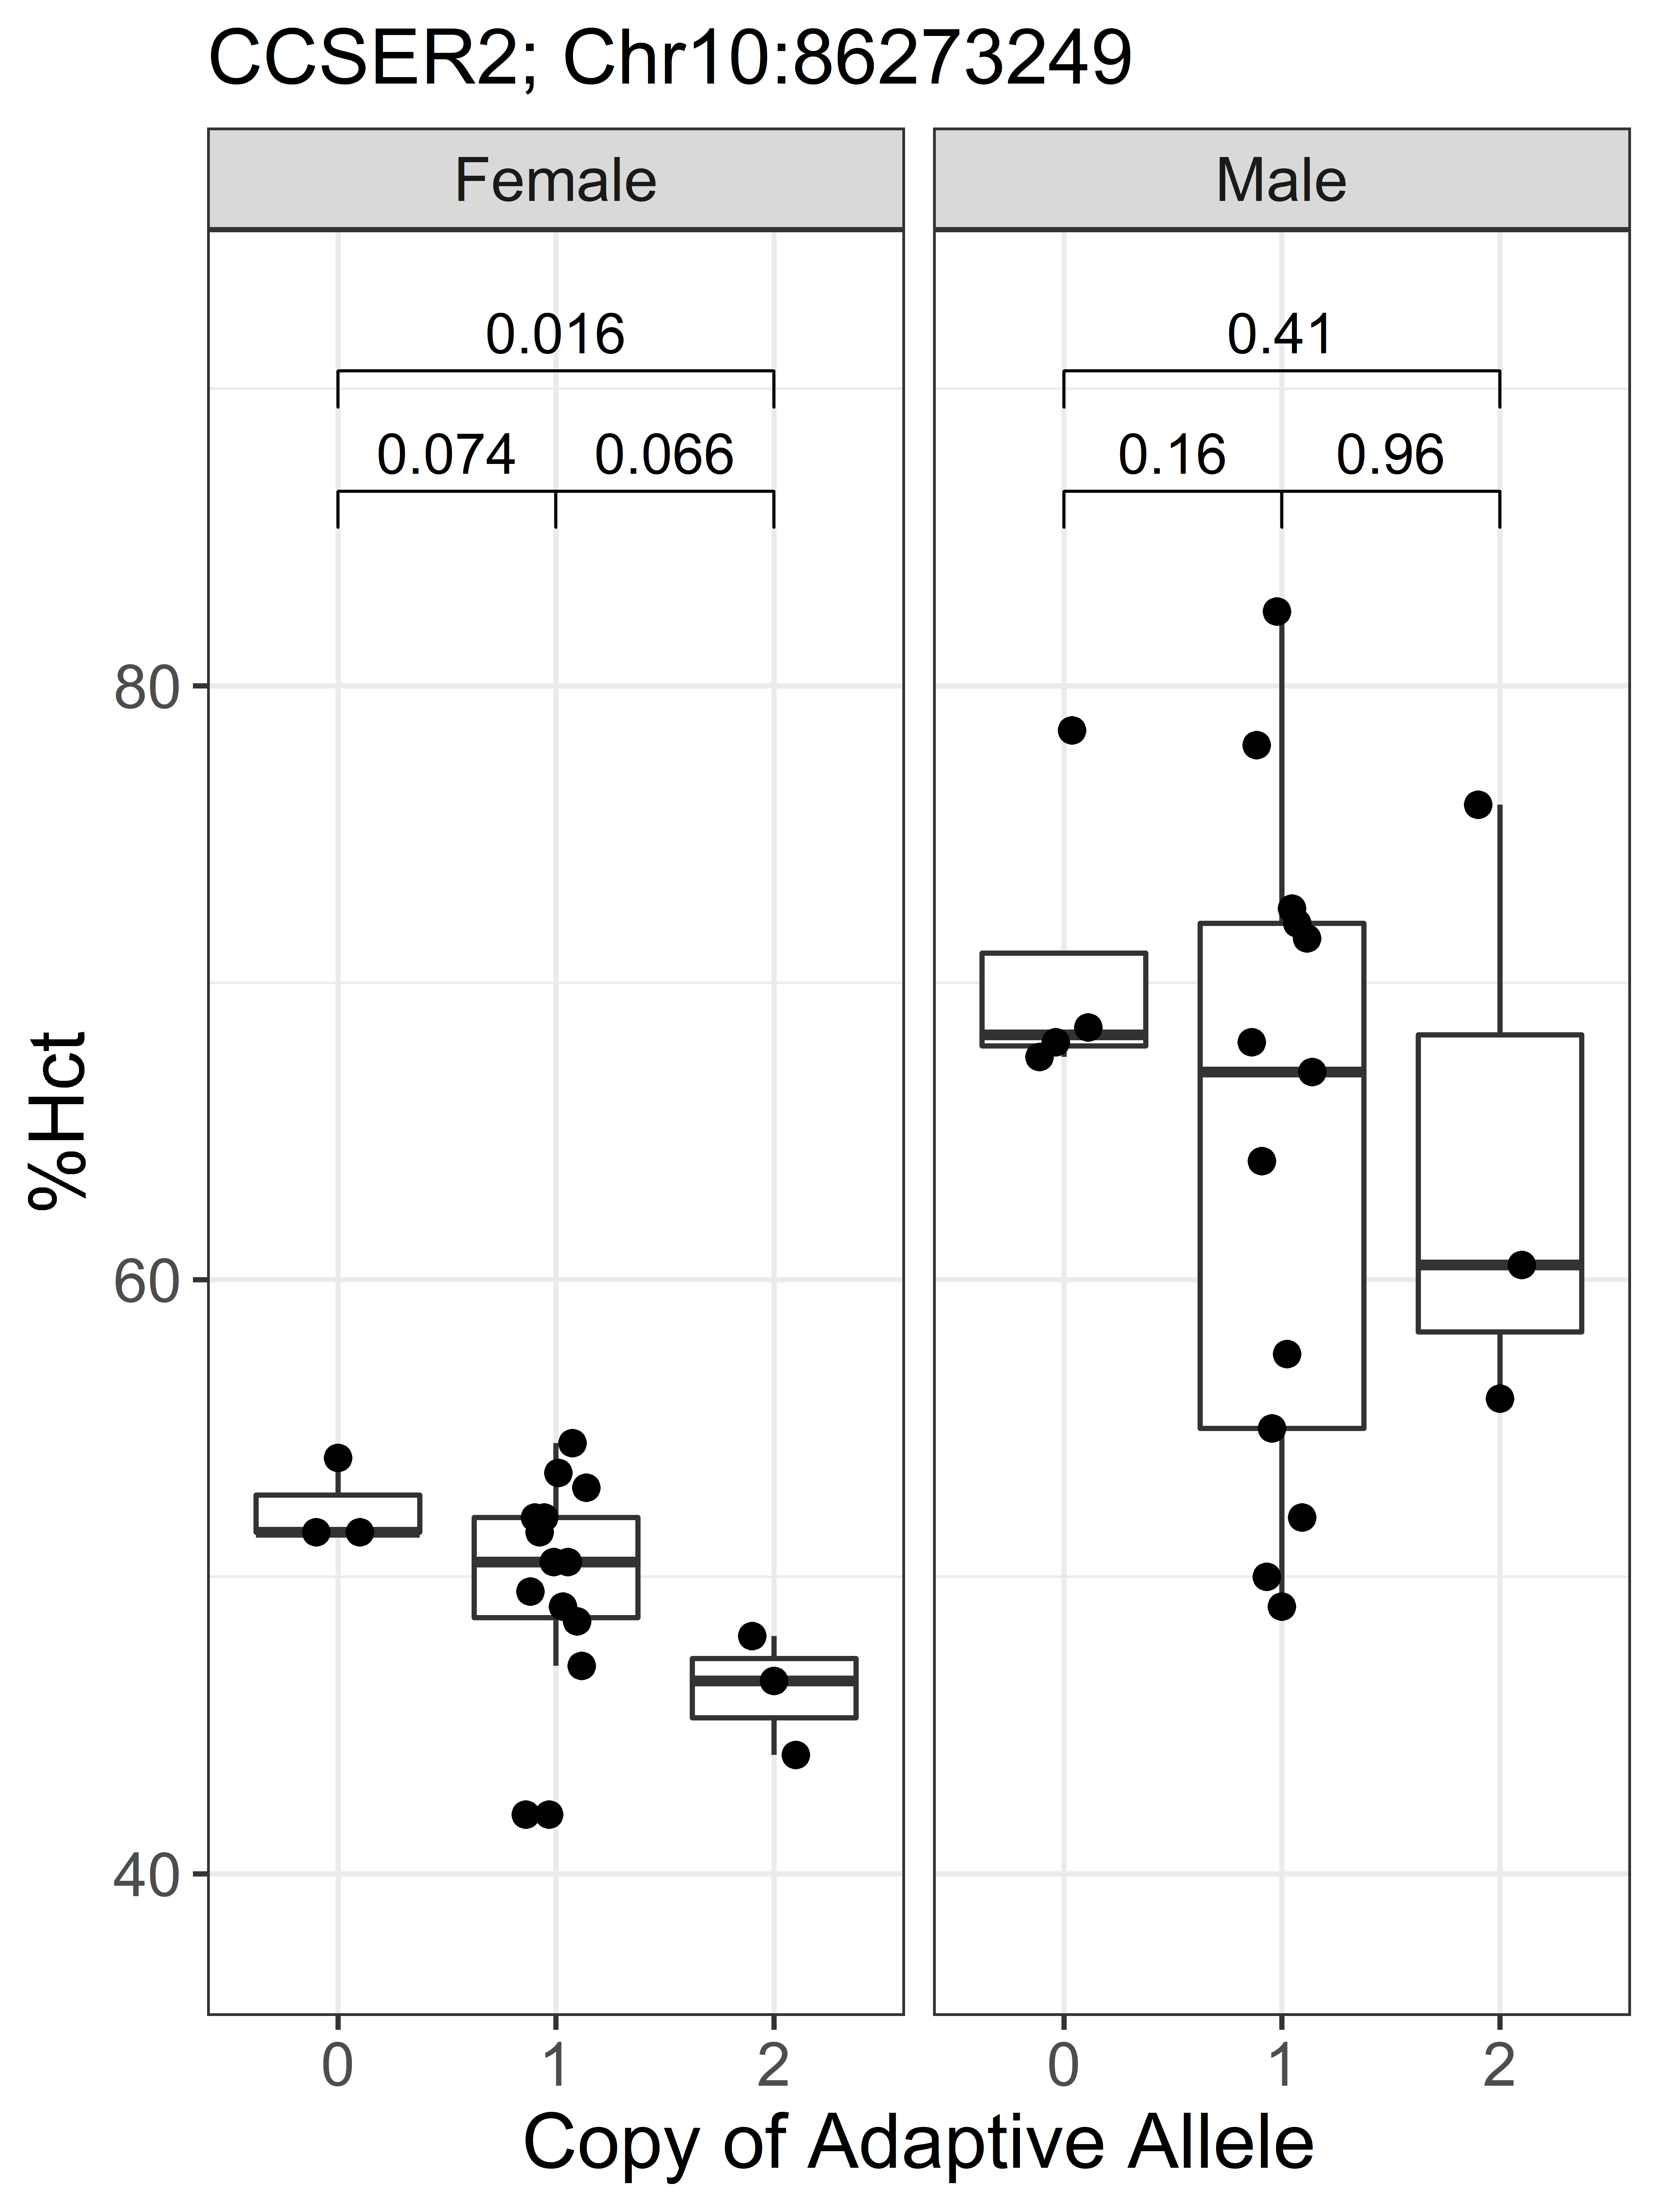 CCSER2; Chr10:86273249
Female
Male
0.016
0.41
0.074 0.066
0.16 0.96
80
60
40
%Hct
0 1 2
0 1 2
Copy of Adaptive Allele